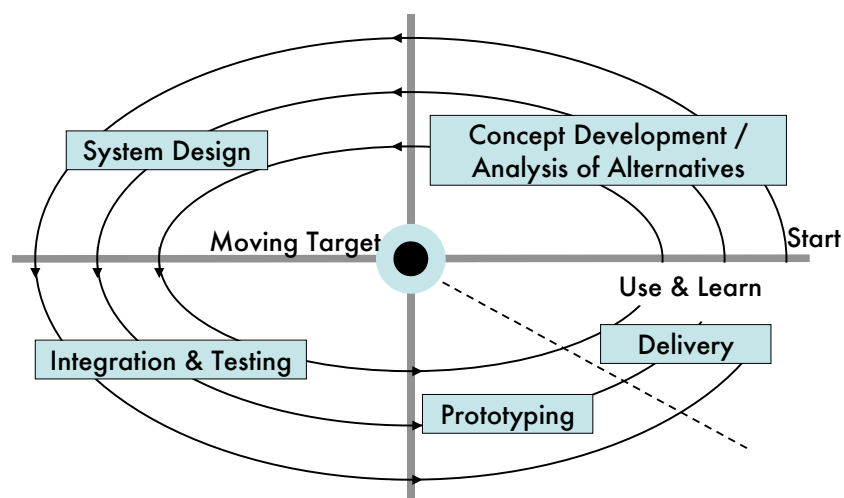 Concept Development /
Analysis of Alternatives
System Design
Moving Target
Start
Use & Learn
Delivery
Integration & Testing
Prototyping